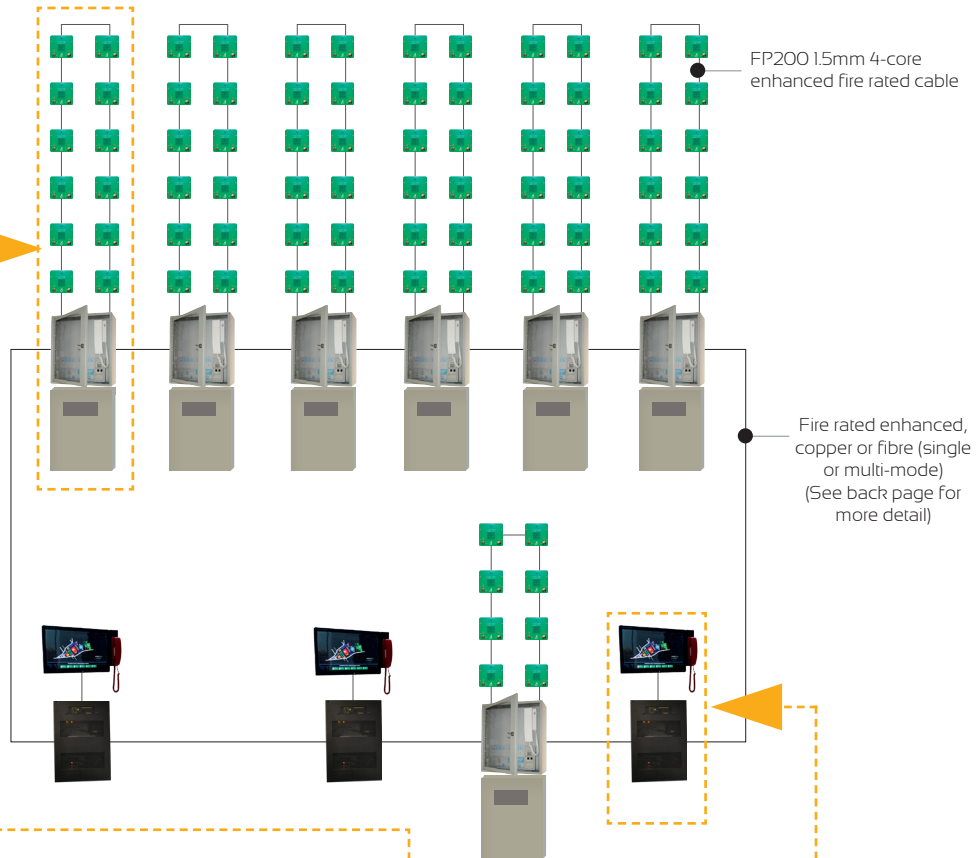 FP200 1.5mm 4-core
enhanced fire rated cable
Fire rated enhanced,
copper or fibre (single
or multi-mode)
(See back page for
more detail)